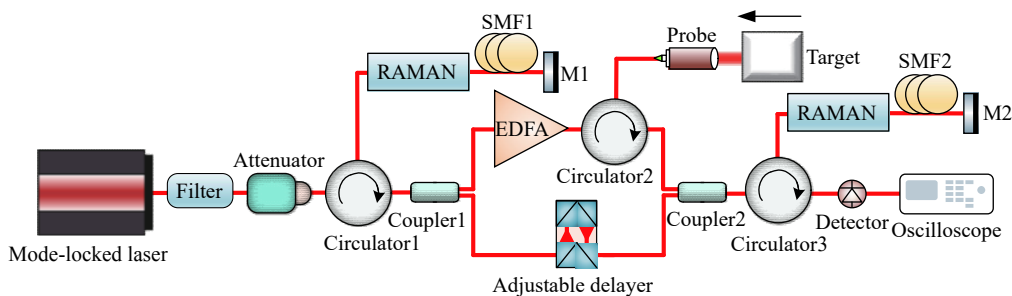 SMF1
RAMAN
M1
Probe
Target
SMF2
RAMAN
M2
EDFA
Circulator2
Attenuator
Filter
Mode-locked laser
Circulator1
Coupler1
Adjustable delayer
Coupler2
Circulator3
Detector
Oscilloscope